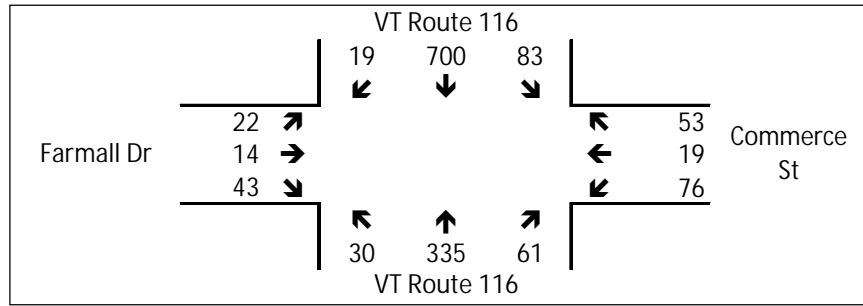 VT Route 116
19 700 83
22 53
Farmall Dr 14 19 Commerce
St
43 76
30 335 61
VT Route 116